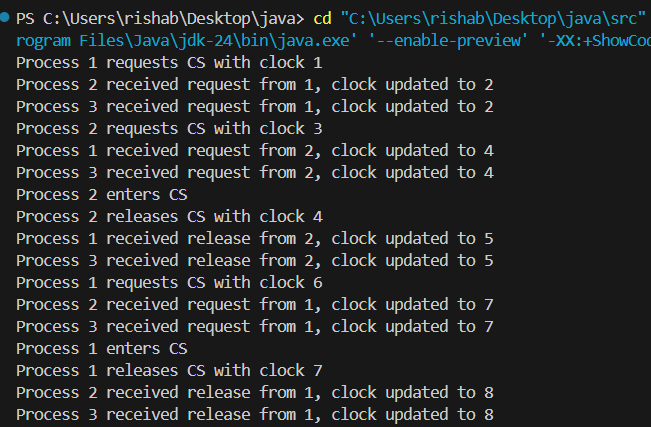 PS C:\Users\rishab\Desktop\java> cd "C:\Users\rishab\Desktop\java\src"
rogram Files\Java\jdk-24\bin\java.exe' '--enable-preview' '-XX:+ShowCod
Process 1 requests CS with clock 1
Process 2 received request from 1, clock updated to 2
Process 3 received request from 1, clock updated to 2
Process 2 requests CS with clock 3
Process 1 received request from 2, clock updated to 4
Process 3 received request from 2, clock updated to 4
Process 2 enters CS
Process 2 releases CS with clock 4
Process 1 received release from 2, clock updated to 5
Process 3 received release from 2, clock updated to 5
Process 1 requests CS with clock 6
Process 2 received request from 1, clock updated to 7
Process 3 received request from 1, clock updated to 7
Process 1 enters CS
Process 1 releases CS with clock 7
Process 2 received release from 1, clock updated to 8
Process 3 received release from 1, clock updated to 8